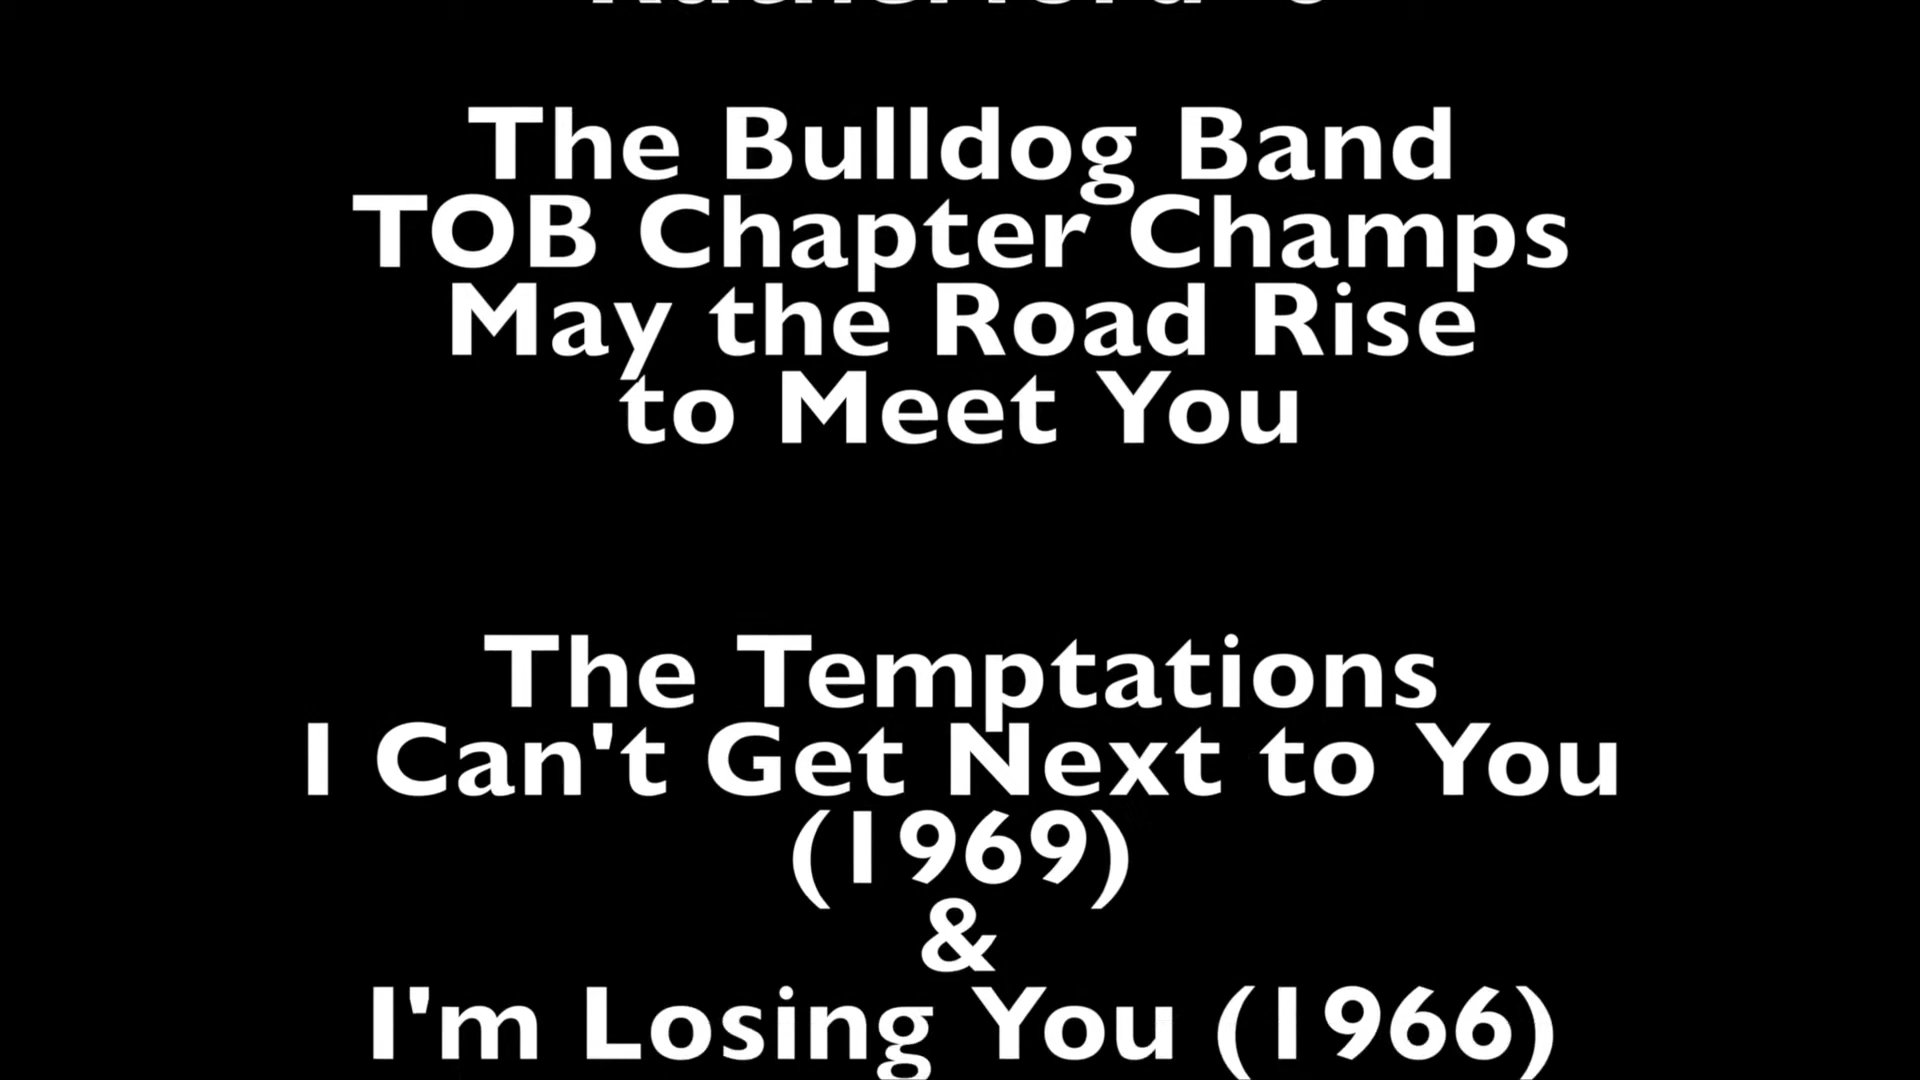 The Bulldog Band
TOB Chapter Champs
May the Road Rise
to Meet You
The Temptations
I Can't Get Next to You
(1969)
&
I'm Losing You (1966)